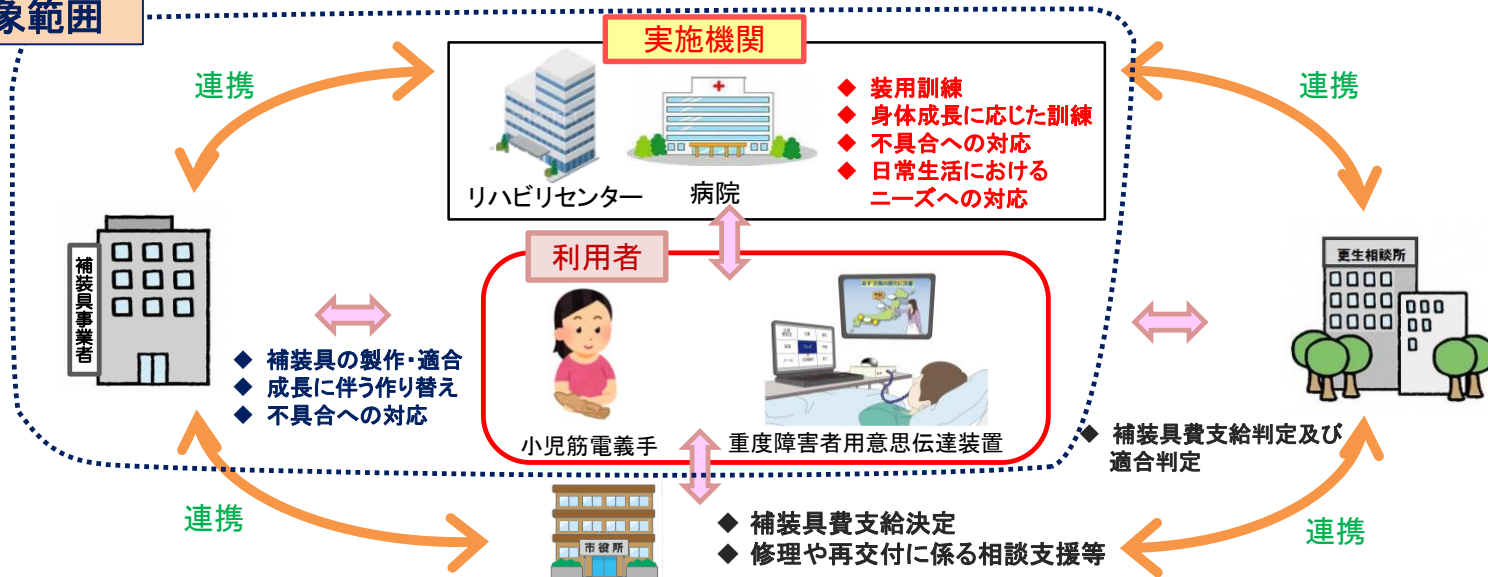 象範囲
実施機関
連携
連携
◆ 装用訓練
◆ 身体成長に応じた訓練
◆ 不具合への対応
◆ 日常生活における
ニーズへの対応
リハビリセンター
病院
利用者
補装具事業者
更生相談所
◆ 補装具の製作・適合
◆ 成長に伴う作り替え
◆ 不具合への対応
小児筋電義手
重度障害者用意思伝達装置
◆ 補装具費支給判定及び
適合判定
連携
市役所
◆ 補装具費支給決定
◆ 修理や再交付に係る相談支援等
連携